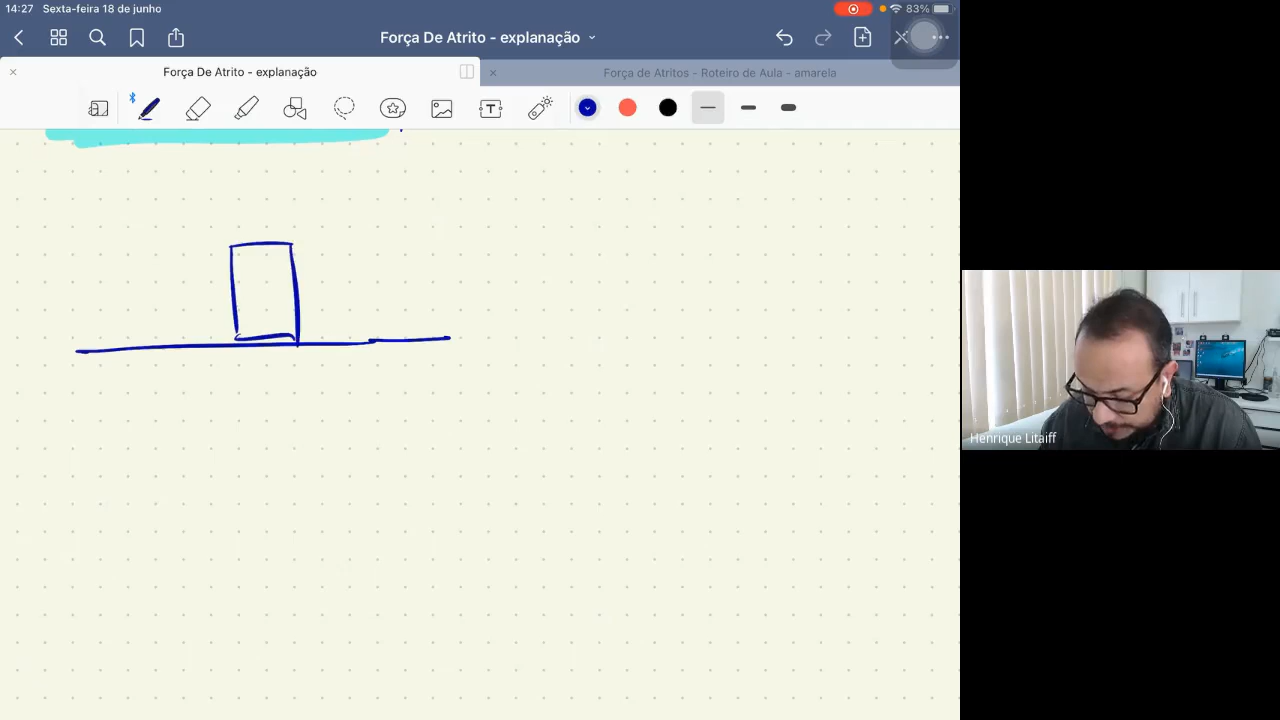 14:27 Sexta-feira 18 de junho
83%
Força De Atrito - explanação
Força De Atrito - explanação
Força de Atritos - Roteiro de Aula - amarela
T
Henrique Litaiff